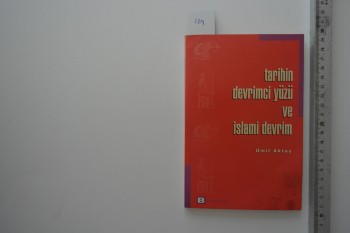 tarihin
devrimci yüzü
ve
islami devrim
Ümit Aktaş
B